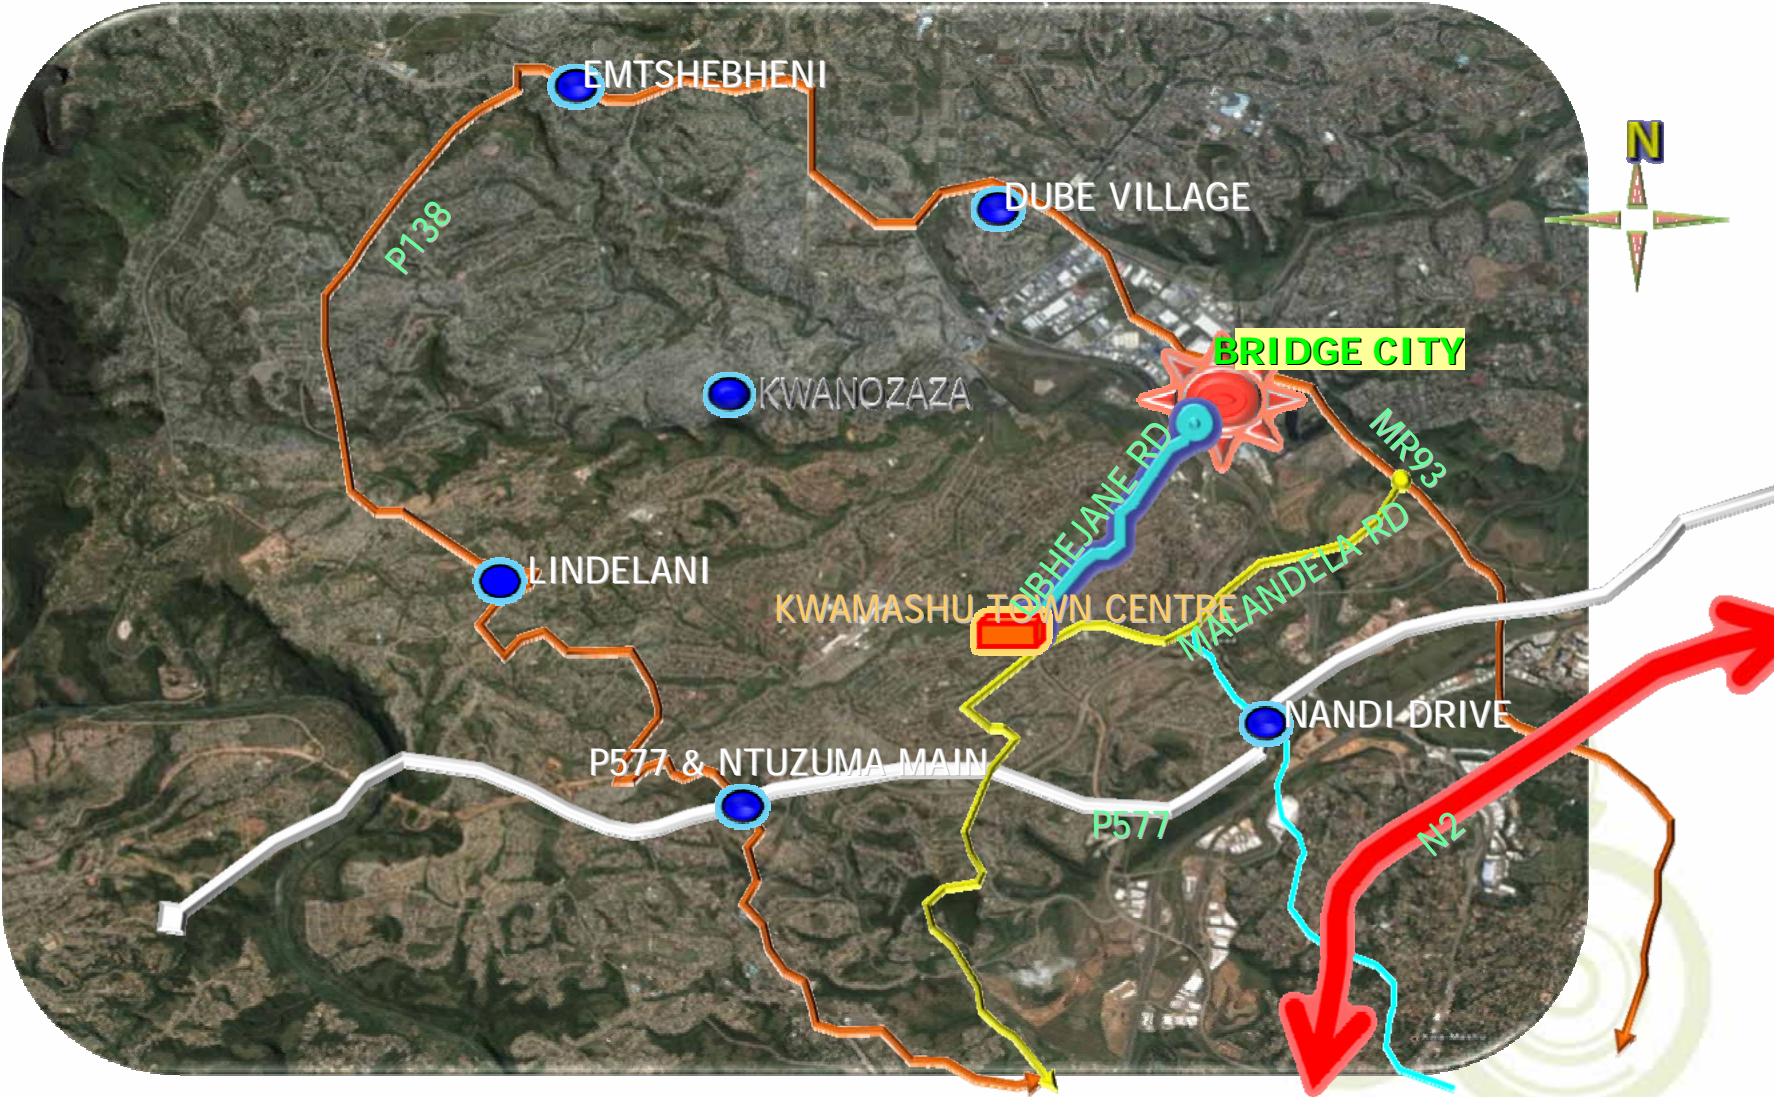 EMTSHEBHENI
N
DUBE VILLAGE
P138
BRIDGE CITY
KWANOZAZA
MR93
UBHEJANE RD
MALANDELA RD
LINDELANI
KWAMASHU TOWN CENTRE
NANDI DRIVE
P577 & NTUZUMA MAIN
P577
N2